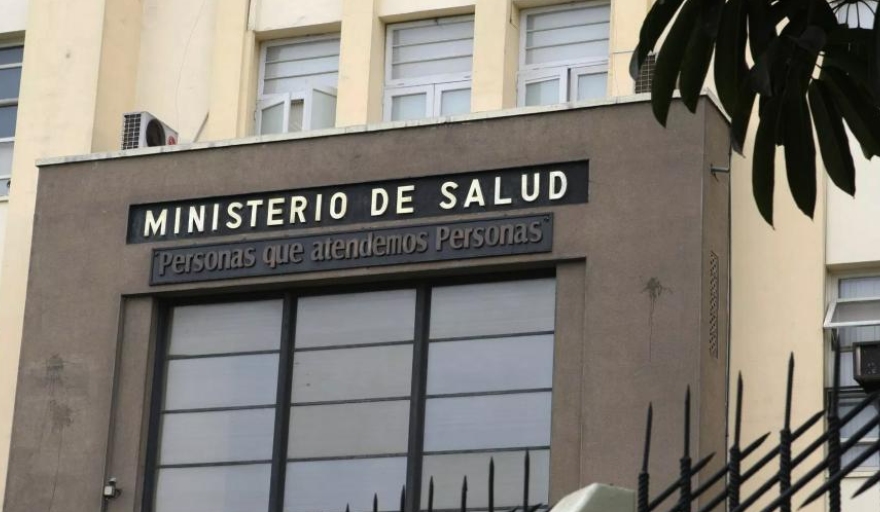 MINISTERIO DE SALUD
"Personas que atendemos Personas"